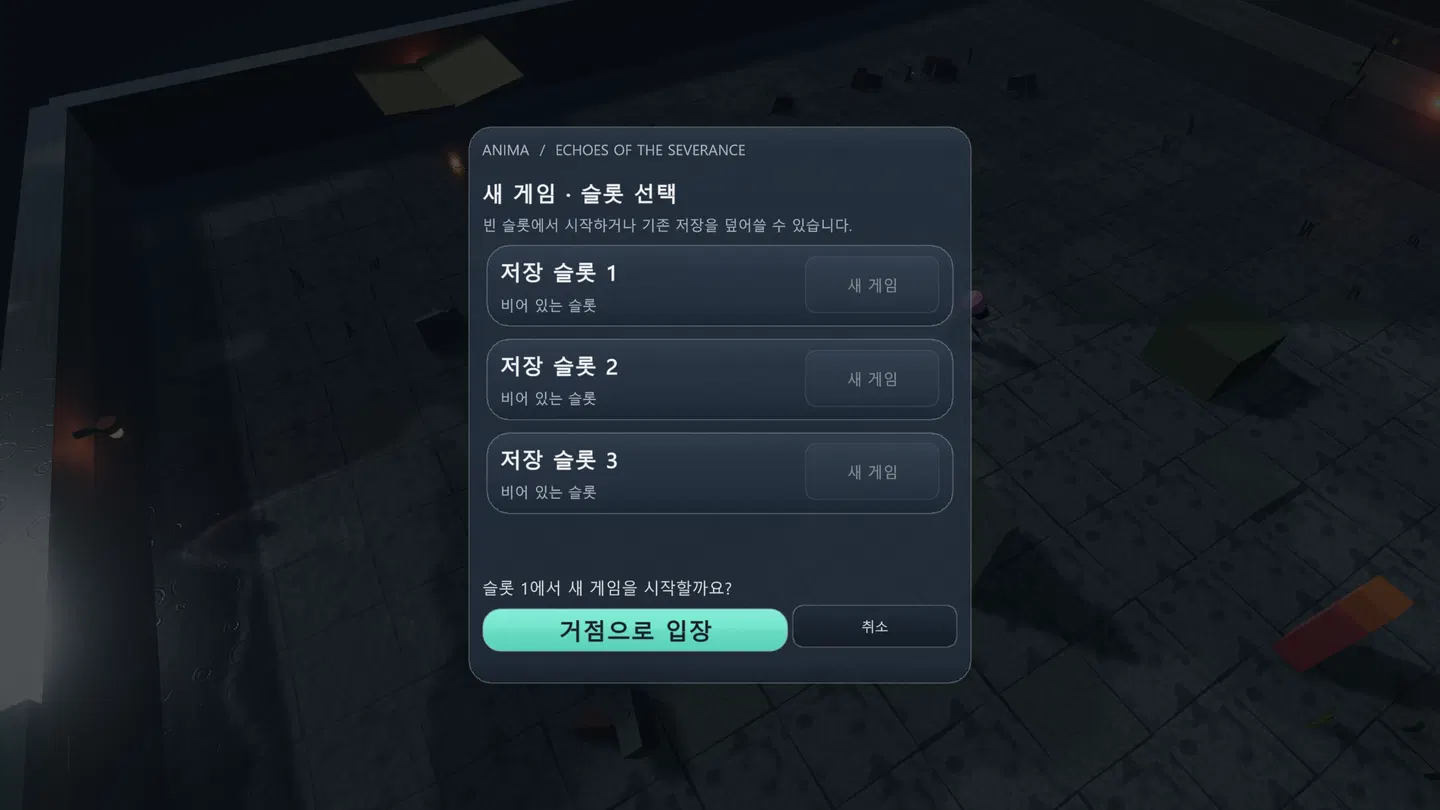 ANIMA / ECHOES OF THE SEVERANCE
새 게임 · 슬롯 선택
빈 슬롯에서 시작하거나 기존 저장을 덮어쓸 수 있습니다.
저장 슬롯 1
새 게임
비어 있는 슬롯
저장 슬롯 2
새 게임
비어 있는 슬롯
저장 슬롯 3
새 게임
비어 있는 슬롯
슬롯 1에서 새 게임을 시작할까요?
거점으로 입장
취소